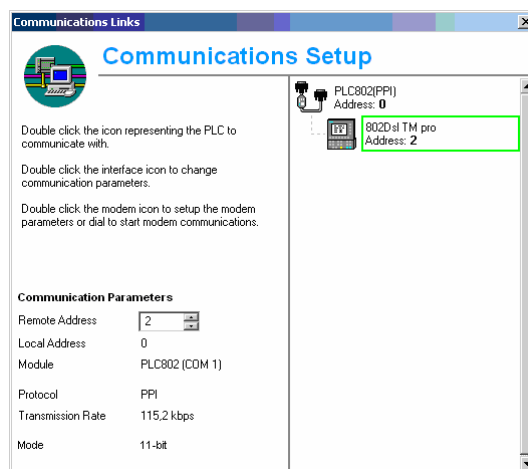 Communications Links
Communications Setup
Double click the icon representing the PLC to
communicate with.
Double click the interface icon to change
communication parameters.
Double click the modem icon to setup the modem
parameters or dial to start modem communications.
Communication Parameters
Remote Address 2
Local Address 0
Module PLC802 (COM 1)
Protocol PPI
Transmission Rate 115,2 kbps
Mode 11-bit
PLC802(PPI)
Address: 0
802Dsl TM pro
Address: 2